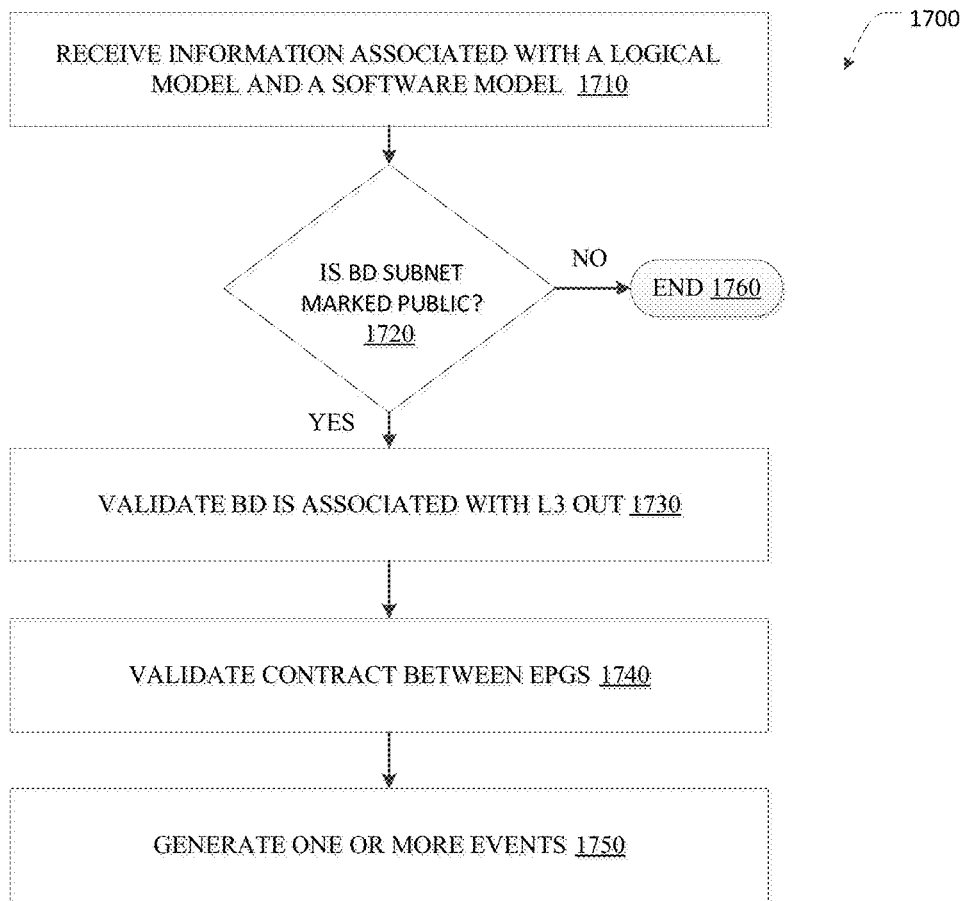 1700
RECEIVE INFORMATION ASSOCIATED WITH A LOGICAL
MODEL AND A SOFTWARE MODEL 1710
IS BD SUBNET
MARKED PUBLIC?
1720
NO
END 1760
YES
VALIDATE BD IS ASSOCIATED WITH L3 OUT 1730
VALIDATE CONTRACT BETWEEN EPGS 1740
GENERATE ONE OR MORE EVENTS 1750